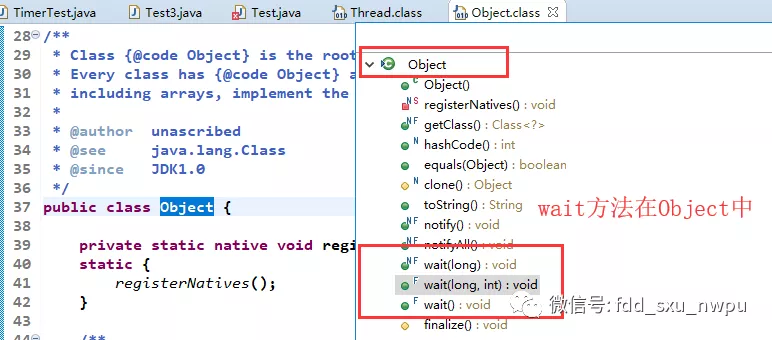 TimerTest.java
Test3.java
Test.java
Thread.class
Object.class
28 /**
29 * Class {@code Object} is the root
30 * Every class has {@code Object} a
31 * including arrays, implement the
32 *
33 * @author unascribed
34 * @see java.lang.Class
35 * @since JDK1.0
36 */
37 public class Object {
38
39 private static native void regi
40 static {
41 registerNatives();
42 }
43
44 /**
Object
C Object()
N S registerNatives() : void
N F getClass() : Class<?>
N hashCode() : int
equals(Object) : boolean
N clone() : Object
toString() : String
N F notify() : void
N F notifyAll() : void
N F wait(long) : void
F wait(long, int) : void
F wait() : void
finalize() : void
wait方法在Object中
微信号: fdd_sxu_nwpu